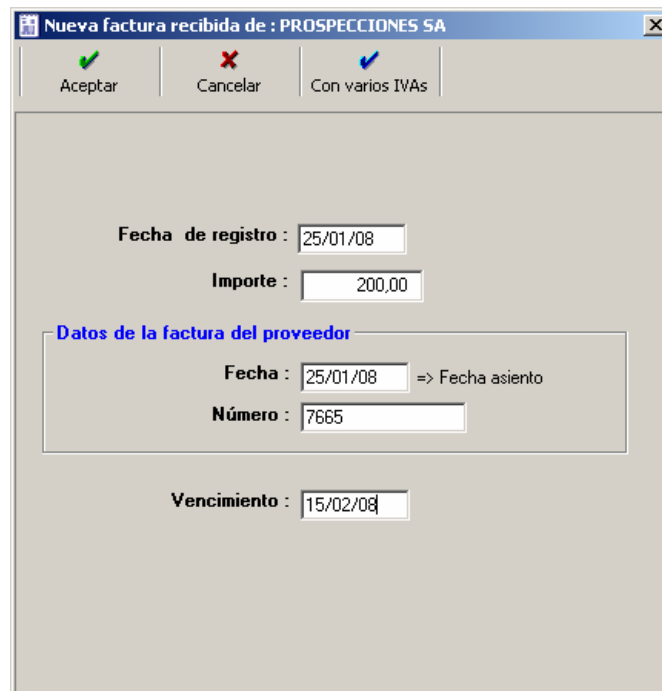 Nueva factura recibida de : PROSPECCIONES SA
Aceptar Cancelar Con varios IVAs
Fecha de registro : 25/01/08
Importe : 200,00
Datos de la factura del proveedor
Fecha : 25/01/08 => Fecha asiento
Número : 7665
Vencimiento : 15/02/08